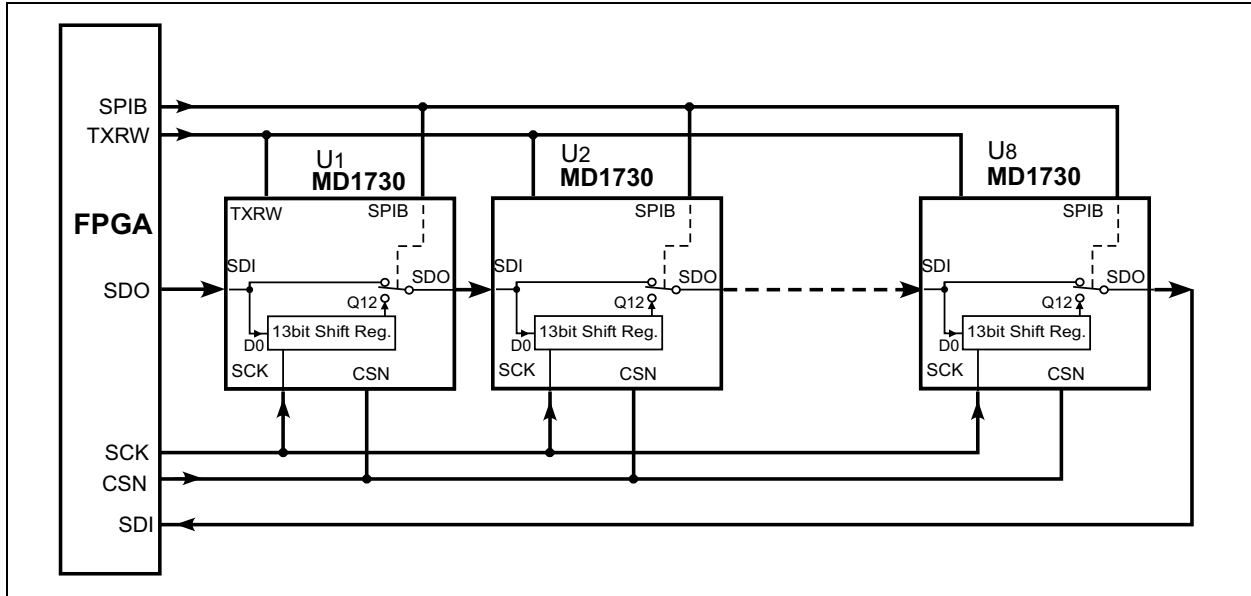 FPGA
SPIB
TXRW
SDO
SCK
CSN
SDI
U1
MD1730
TXRW
SPIB
SDI
SDO
Q12
13bit Shift Reg.
D0
SCK
CSN
U2
MD1730
SPIB
SDI
SDO
Q12
13bit Shift Reg.
D0
SCK
CSN
U8
MD1730
SPIB
SDI
SDO
Q12
13bit Shift Reg.
D0
SCK
CSN